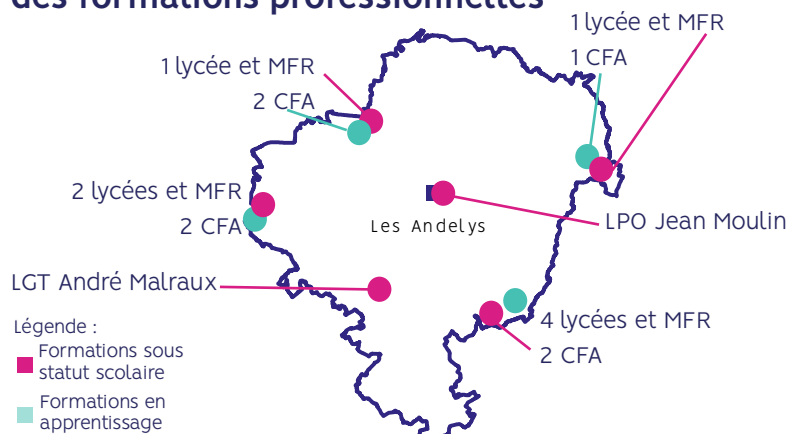 des formations professionnelles
1 lycée et MFR
1 CFA
1 lycée et MFR
2 CFA
2 lycées et MFR
2 CFA
Les Andelys
LPO Jean Moulin
LGT André Malraux
4 lycées et MFR
2 CFA
Légende :
Formations sous
statut scolaire
Formations en
apprentissage